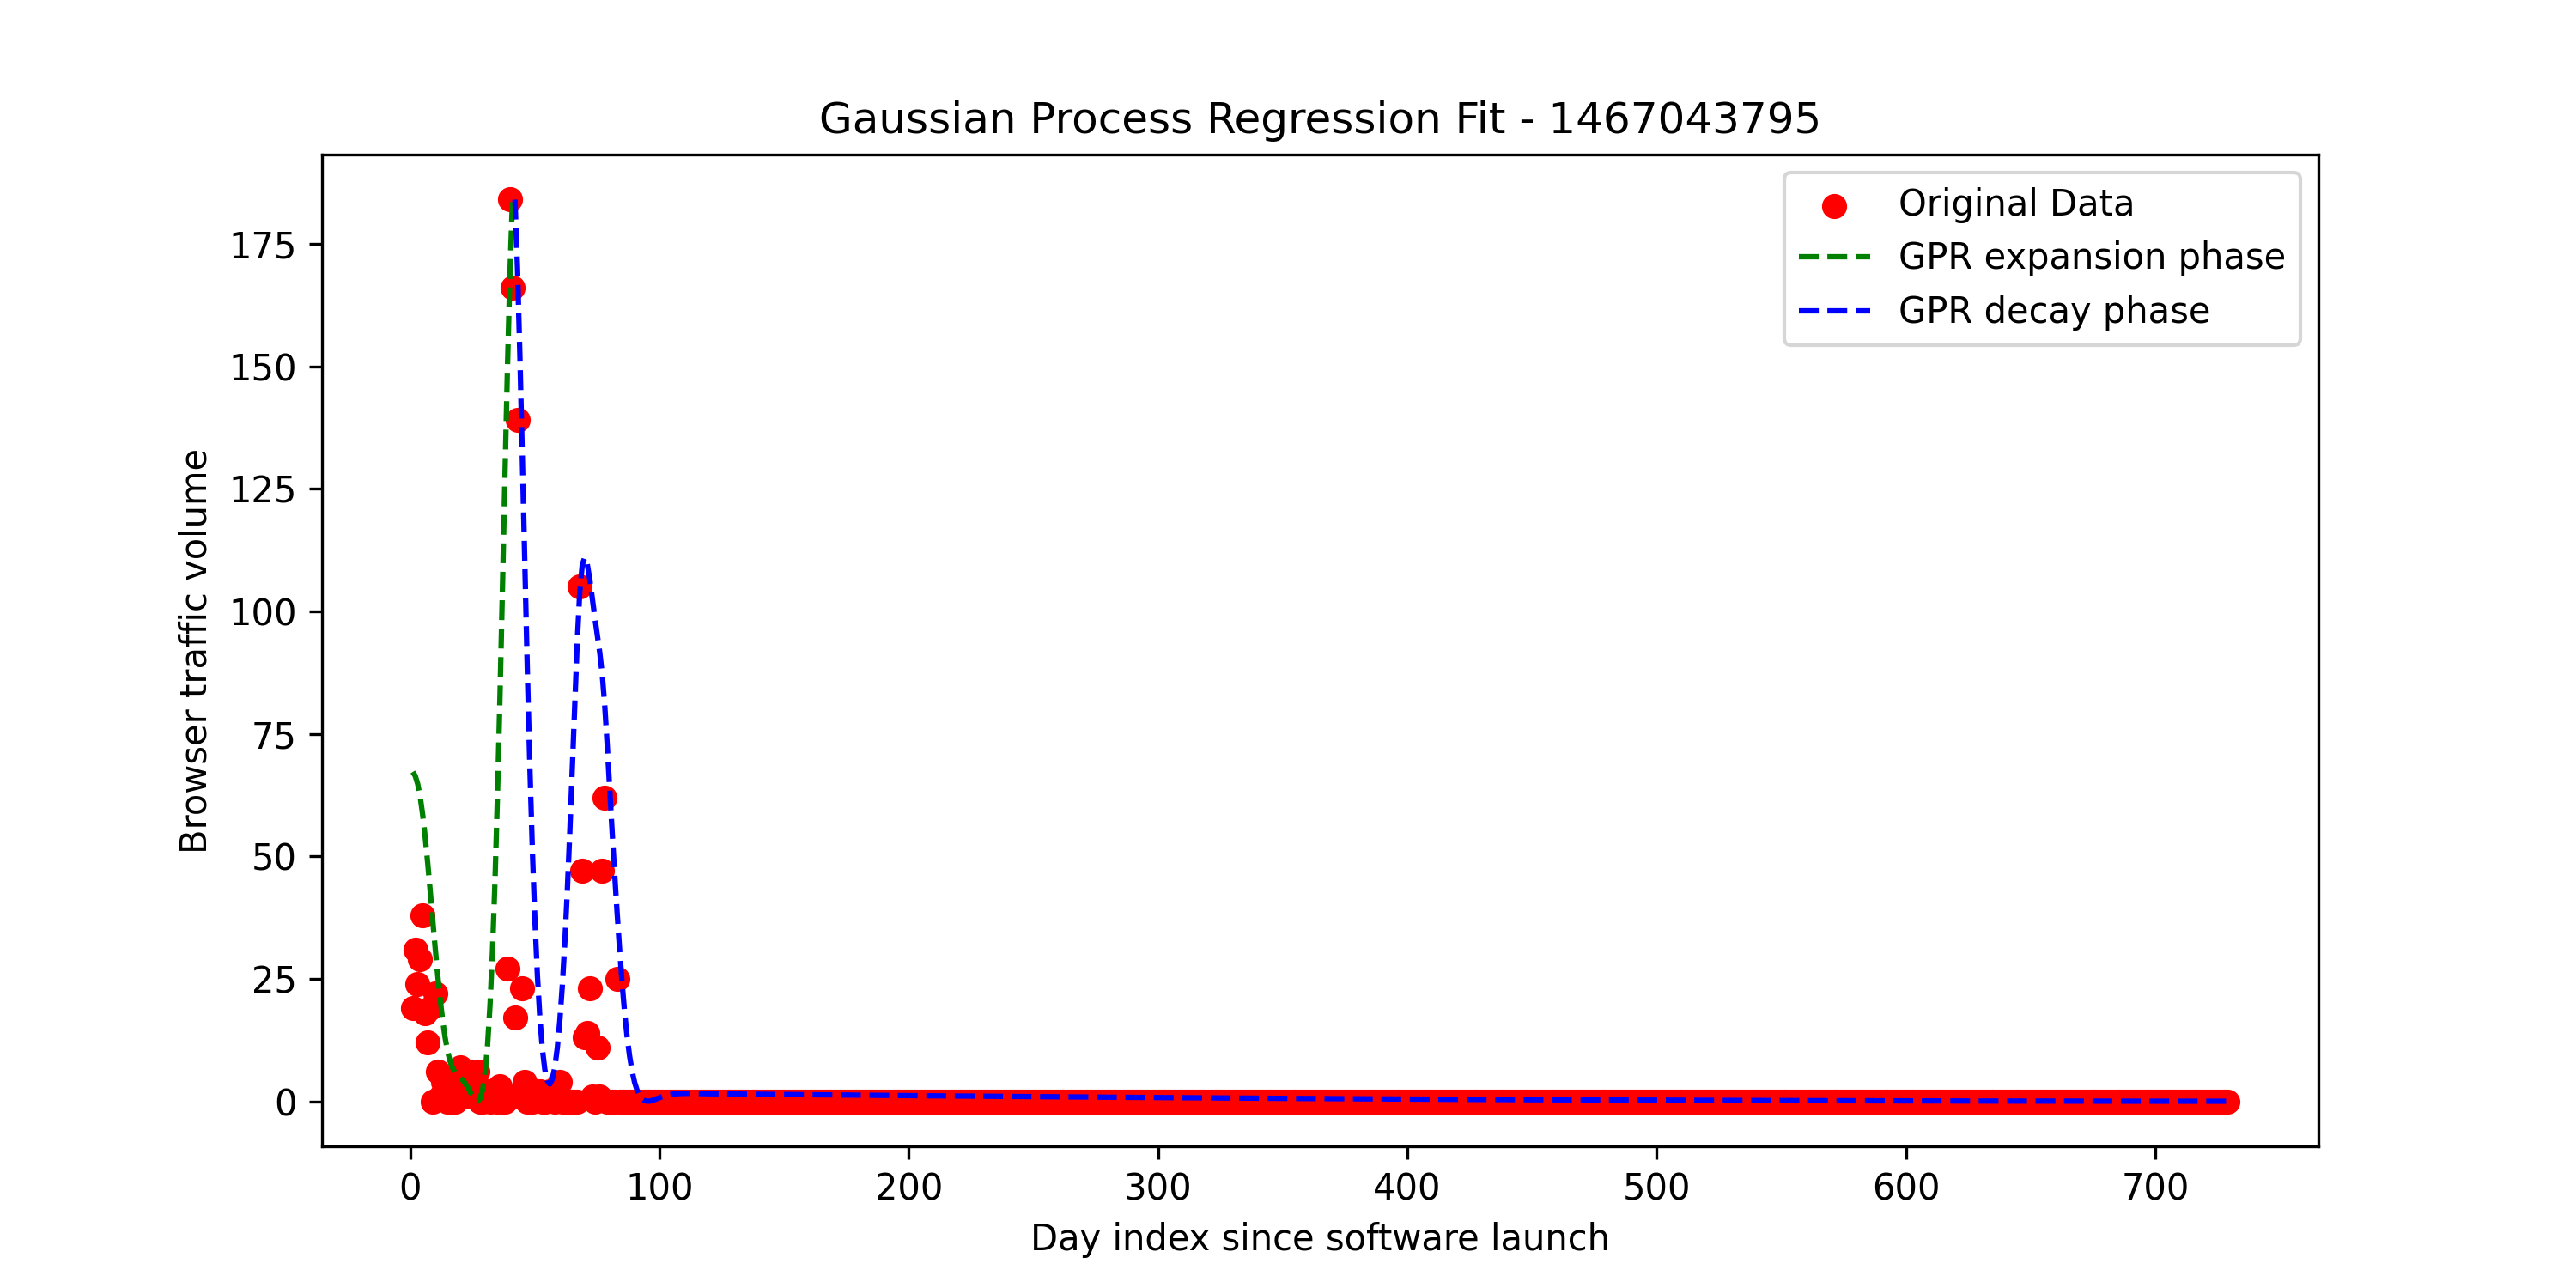 Gaussian Process Regression Fit - 1467043795
Original Data
GPR expansion phase
GPR decay phase
Browser traffic volume
175
150
125
100
75
50
25
0
0 100 200 300 400 500 600 700
Day index since software launch